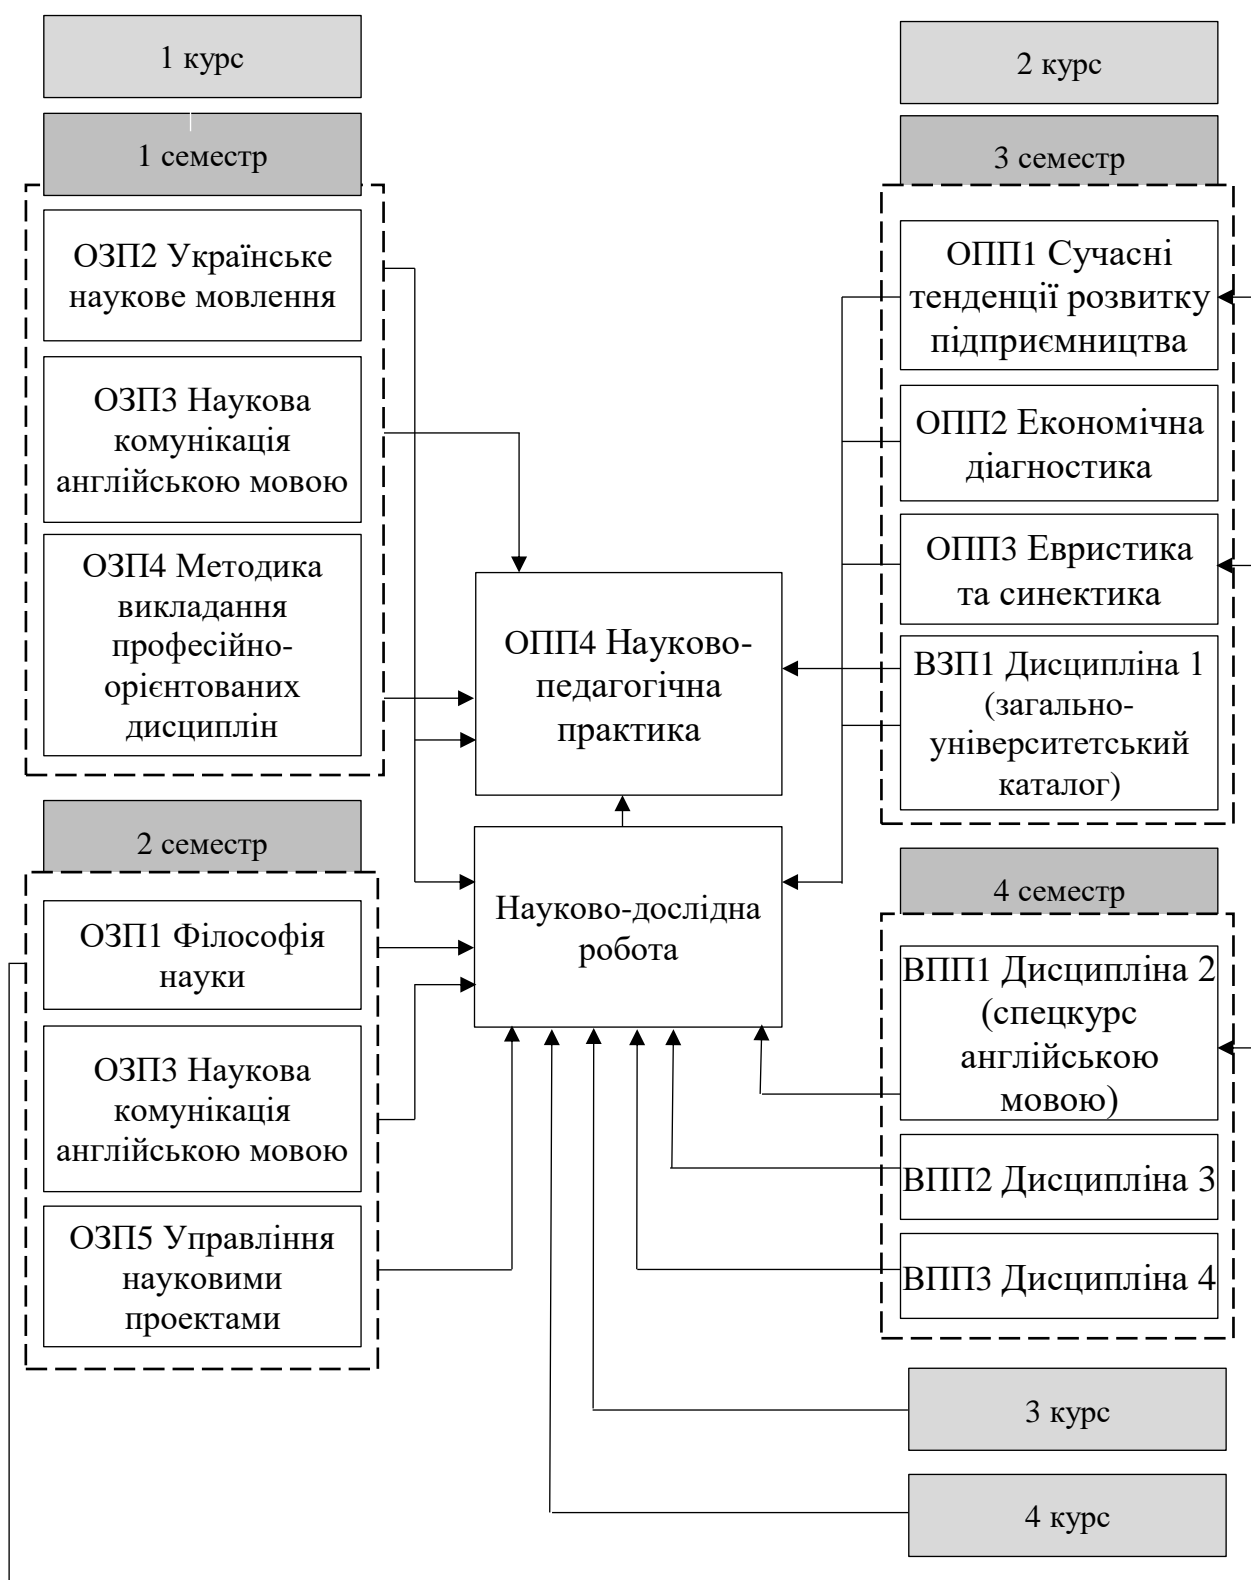 1 курс
1 семестр
ОЗП2 Українське
наукове мовлення
ОЗП3 Наукова
комунікація
англійською мовою
ОЗП4 Методика
викладання
професійно-
орієнтованих
дисциплін
2 семестр
ОЗП1 Філософія
науки
ОЗП3 Наукова
комунікація
англійською мовою
ОЗП5 Управління
науковими
проектами
ОПП4 Науково-
педагогічна
практика
Науково-дослідна
робота
2 курс
3 семестр
ОПП1 Сучасні
тенденції розвитку
підприємництва
ОПП2 Економічна
діагностика
ОПП3 Евристика
та синектика
ВЗП1 Дисципліна 1
(загально-
університетський
каталог)
4 семестр
ВПП1 Дисципліна 2
(спецкурс
англійською
мовою)
ВПП2 Дисципліна 3
ВПП3 Дисципліна 4
3 курс
4 курс